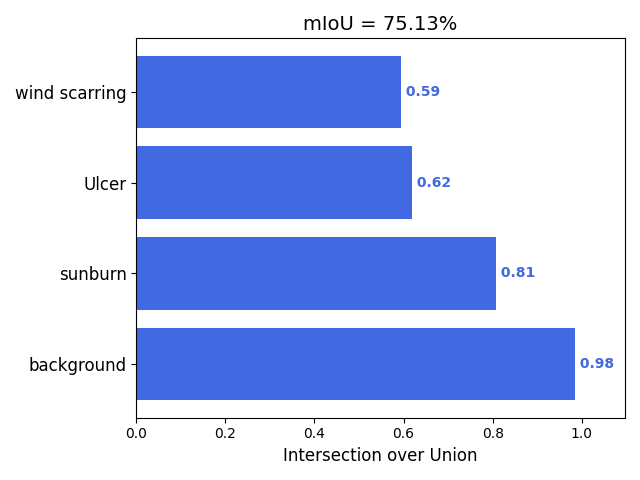 mIoU = 75.13%
wind scarring
0.59
Ulcer
0.62
sunburn
0.81
background
0.98
0.0 0.2 0.4 0.6 0.8 1.0
Intersection over Union